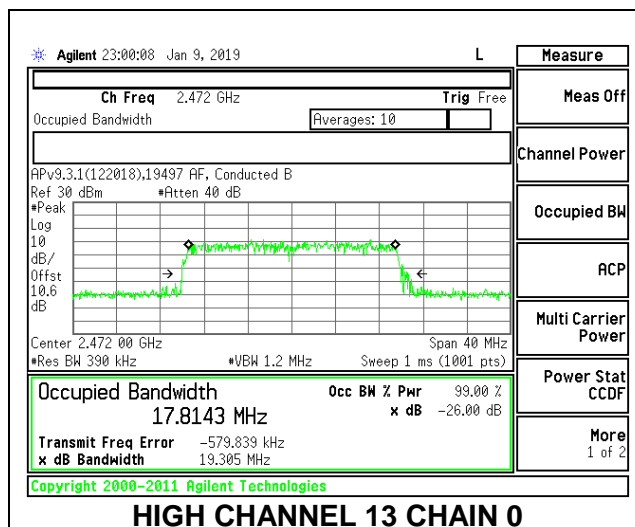 Agilent 23:00:08 Jan 9, 2019 L
Measure
Ch Freq 2.472 GHz Trig Free
Occupied Bandwidth Averages: 10
APv9.3.1(122018),19497 AF, Conducted B
Ref 30 dBm #Atten 40 dB
#Peak
Log
10
dB/
Offst
10.6
dB
Center 2.472 00 GHz Span 40 MHz
#Res BW 390 kHz #VBW 1.2 MHz Sweep 1 ms (1001 pts)
Occupied Bandwidth Occ BW % Pwr 99.00 %
17.8143 MHz x dB -26.00 dB
Transmit Freq Error -579.839 kHz
x dB Bandwidth 19.305 MHz
Copyright 2000-2011 Agilent Technologies
Meas Off
Channel Power
Occupied BW
ACP
Multi Carrier
Power
Power Stat
CCDF
More
1 of 2
HIGH CHANNEL 13 CHAIN 0